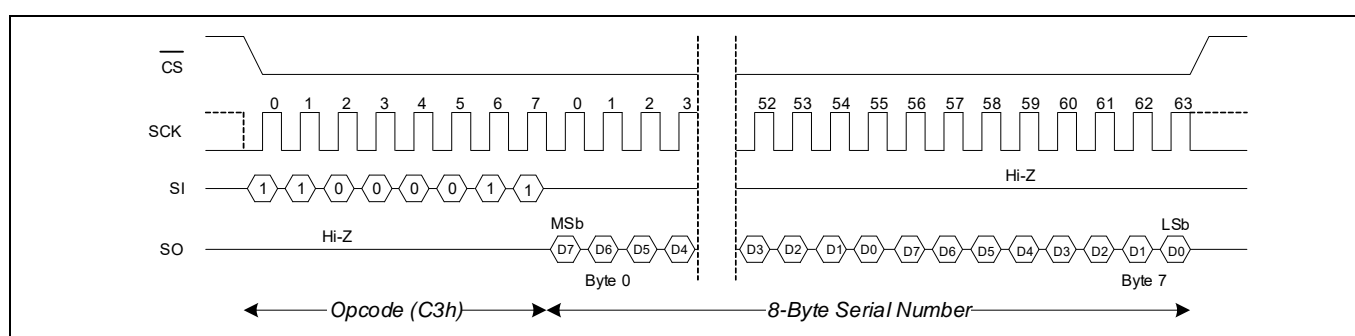 CS
0 1 2 3 4 5 6 7 0 1 2 3 52 53 54 55 56 57 58 59 60 61 62 63
SCK
Hi-Z
SI 1 1 0 0 0 0 1 1
MSb LSb
Hi-Z
SO D7 D6 D5 D4 D3 D2 D1 D0 D7 D6 D5 D4 D3 D2 D1 D0
Byte 0 Byte 7
Opcode (C3h) 8-Byte Serial Number